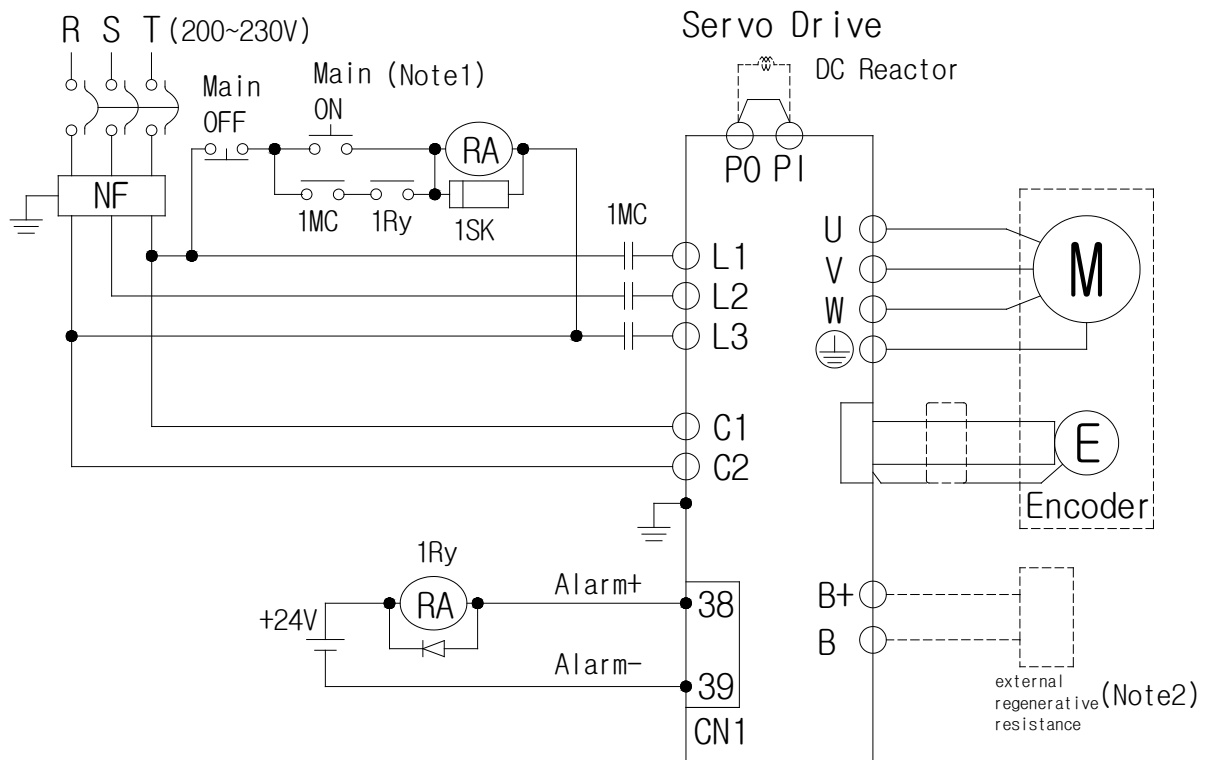 Servo Drive
R S T (200~230V)
DC Reactor
Main
OFF
Main (Note1)
ON
RA
PO PI
NF
1MC
1Ry
1SK
1MC
U
V
W
M
L1
L2
L3
C1
C2
E
Encoder
1Ry
RA
+24V
Alarm+
38
Alarm-
39
CN1
B+
B
external
regenerative
resistance
(Note2)